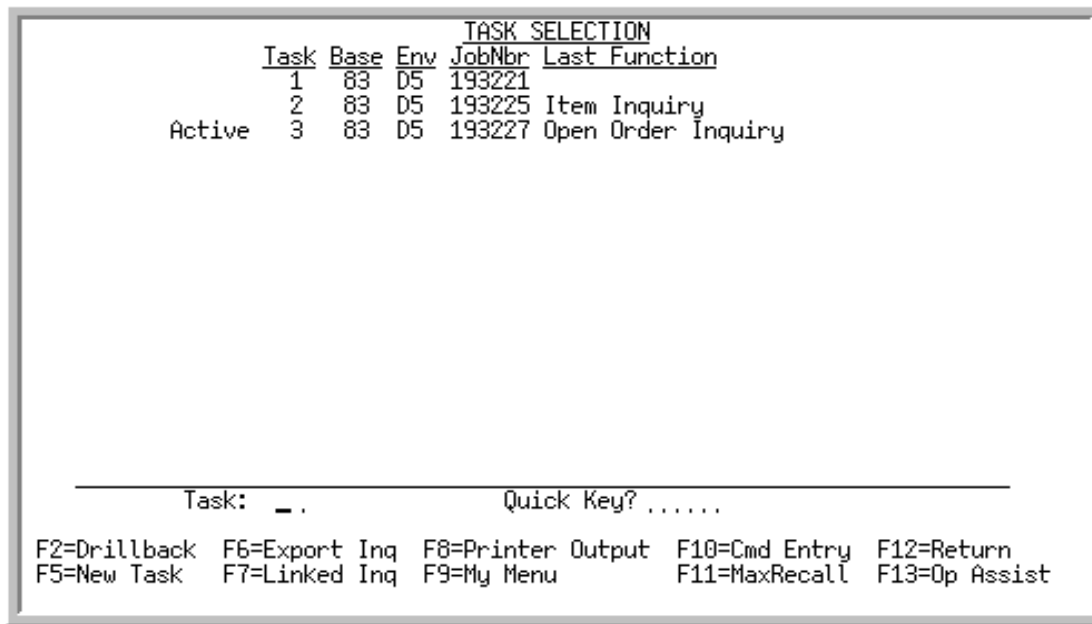 TASK SELECTION
Task Base Env JobNbr Last Function
1 83 D5 193221
2 83 D5 193225 Item Inquiry
Active 3 83 D5 193227 Open Order Inquiry
Task: _ . Quick Key? ......
F2=Drillback F6=Export Inq F8=Printer Output F10=Cmd Entry F12=Return
F5=New Task F7=Linked Inq F9=My Menu F11=MaxRecall F13=Op Assist